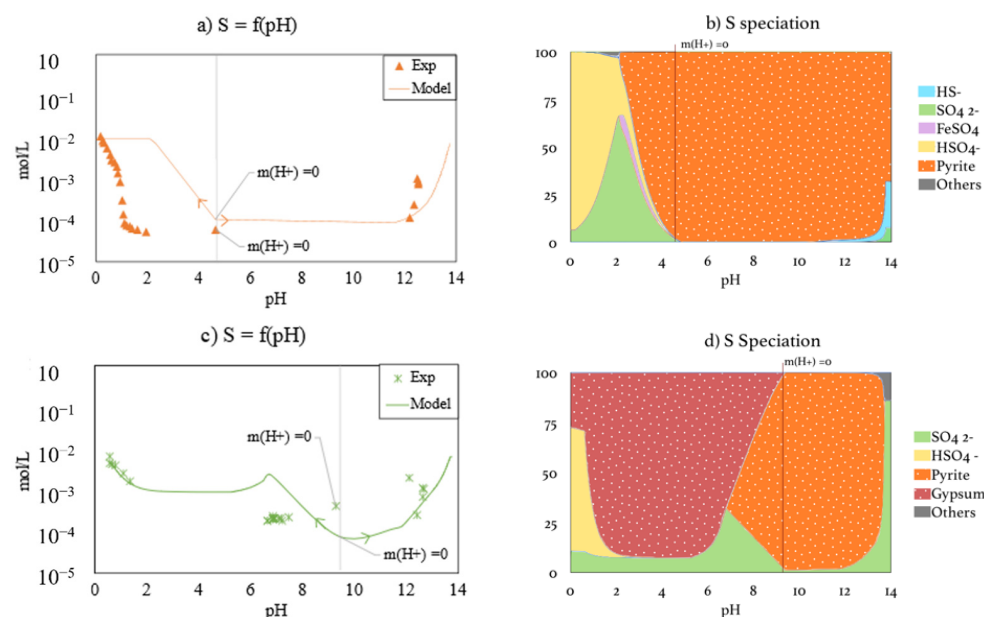 a) S = f(pH)
10
10-1
10-2
10-3
10-4
10-5
mol/L
Exp
Model
m(H+) =0
m(H+) =0
0 2 4 6 8 10 12 14
pH
b) S speciation
m(H+) =0
100
75
50
25
0
0 2 4 6 8 10 12 14
pH
HS-
SO4 2-
FeSO4
HSO4-
Pyrite
Others
c) S = f(pH)
10
10-1
10-2
10-3
10-4
10-5
mol/L
Exp
Model
m(H+) =0
m(H+) =0
0 2 4 6 8 10 12 14
pH
d) S Speciation
m(H+) =0
100
75
50
25
0
0 2 4 6 8 10 12 14
pH
SO4 2-
HSO4 -
Pyrite
Gypsum
Others